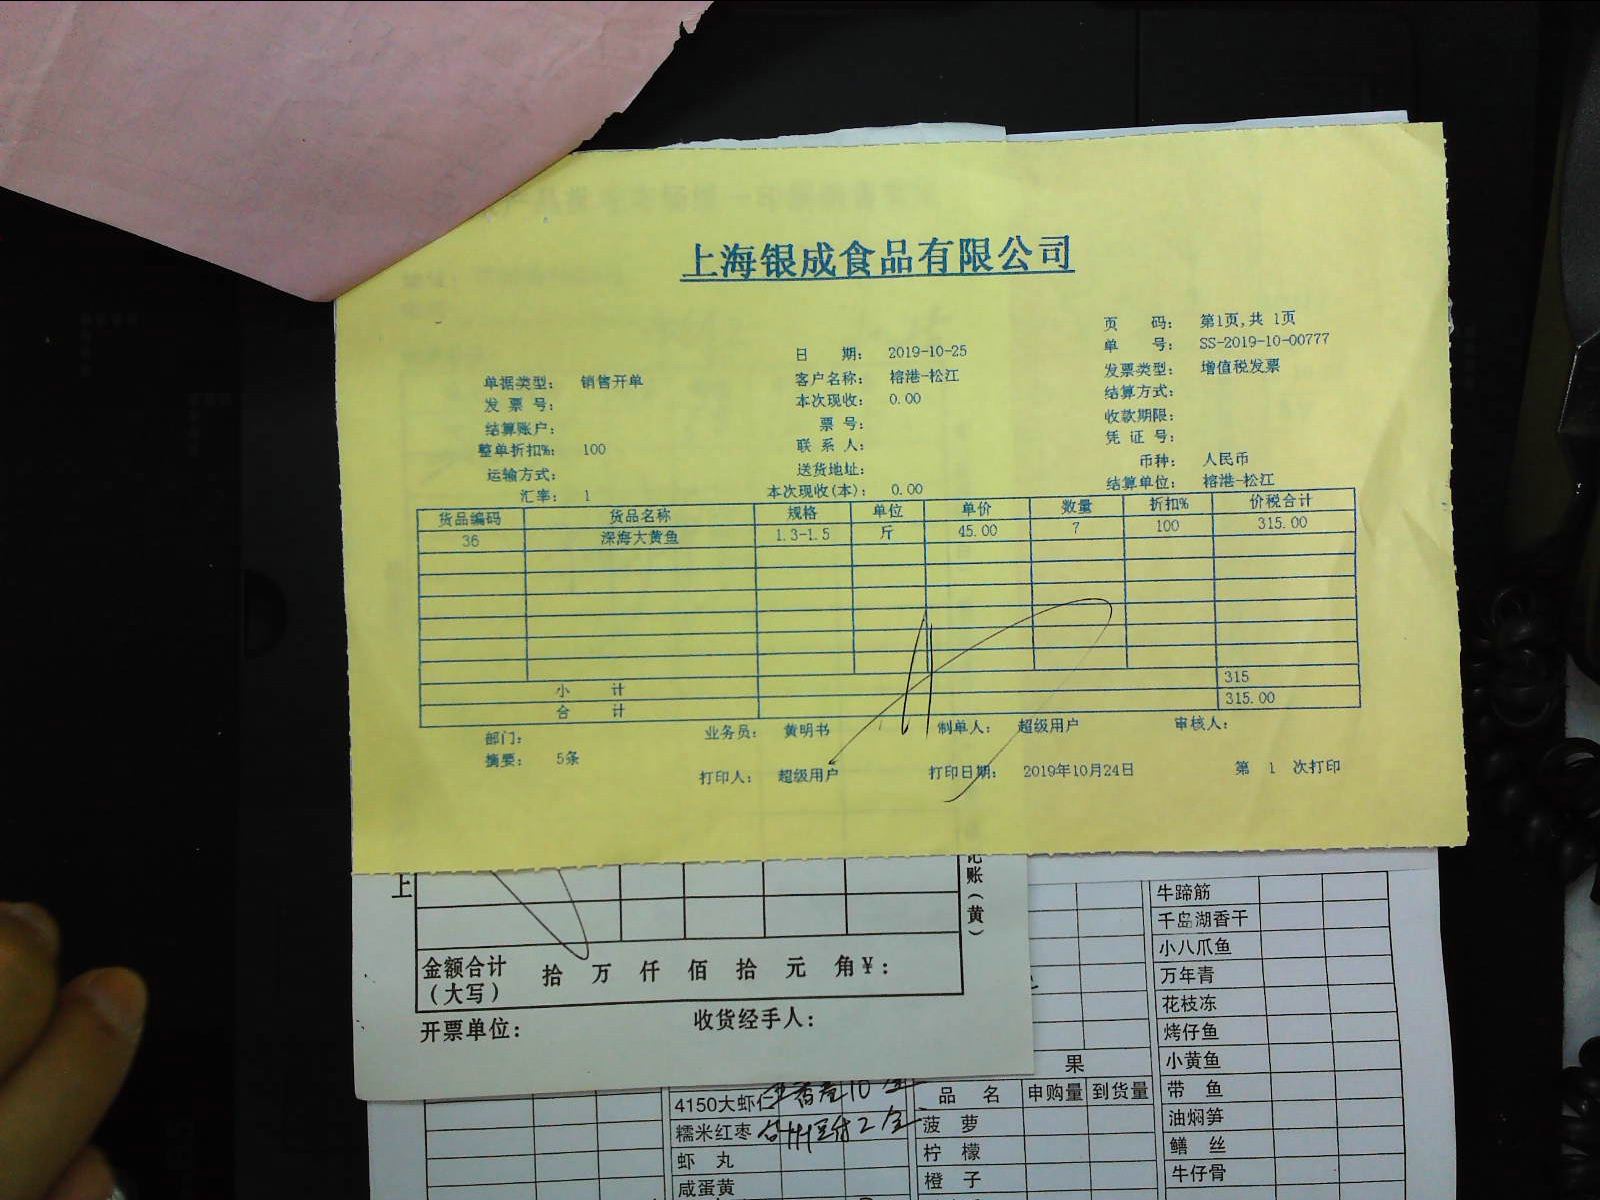 上海银成食品有限公司
页 码: 第1页,共 1页
日 期: 2019-10-25 单 号: SS-2019-10-00777
单据类型: 销售开单 客户名称: 榕港-松江 发票类型: 增值税发票
发 票 号: 本次现收: 0.00 结算方式:
结算账户: 票 号: 收款期限:
整单折扣%: 100 联 系 人: 凭 证 号:
运输方式: 送货地址: 币种: 人民币
汇率: 1 本次现收(本): 0.00 结算单位: 榕港-松江
货品编码 货品名称 规格 单位 单价 数量 折扣% 价税合计
36 深海大黄鱼 1.3-1.5 斤 45.00 7 100 315.00
小 计 315
合 计 315.00
部门: 业务员: 黄明书 制单人: 超级用户 审核人:
摘要: 5条
打印人: 超级用户 打印日期: 2019年10月24日 第 1 次打印
上
记账(黄)
金额合计(大写) 拾 万 仟 佰 拾 元 角 ¥:
开票单位: 收货经手人:
牛蹄筋
千岛湖香干
小八爪鱼
万年青
花枝冻
烤仔鱼
果 小黄鱼
4150大虾仁 10 品 名 申购量 到货量 带 鱼
糯米红枣 2 菠 萝 油焖笋
虾 丸 柠 檬 鳝 丝
咸蛋黄 橙 子 牛仔骨